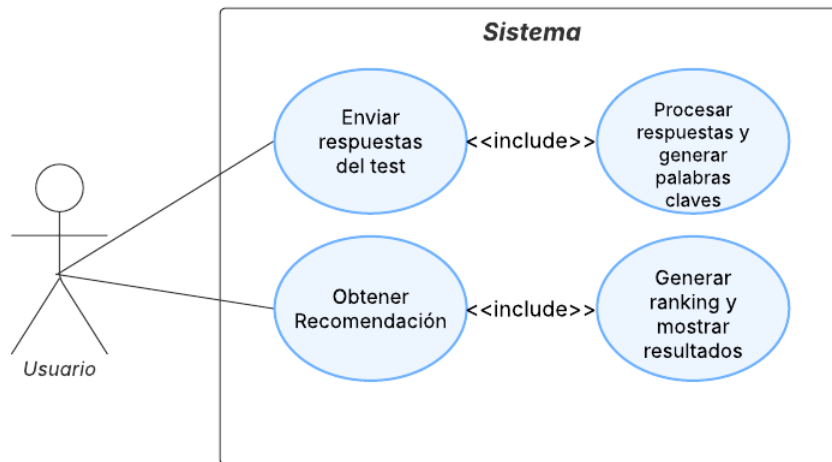 Sistema
Enviar
respuestas
del test
<<include>>
Procesar
respuestas y
generar
palabras
claves
Obtener
Recomendación
<<include>>
Generar
ranking y
mostrar
resultados
Usuario